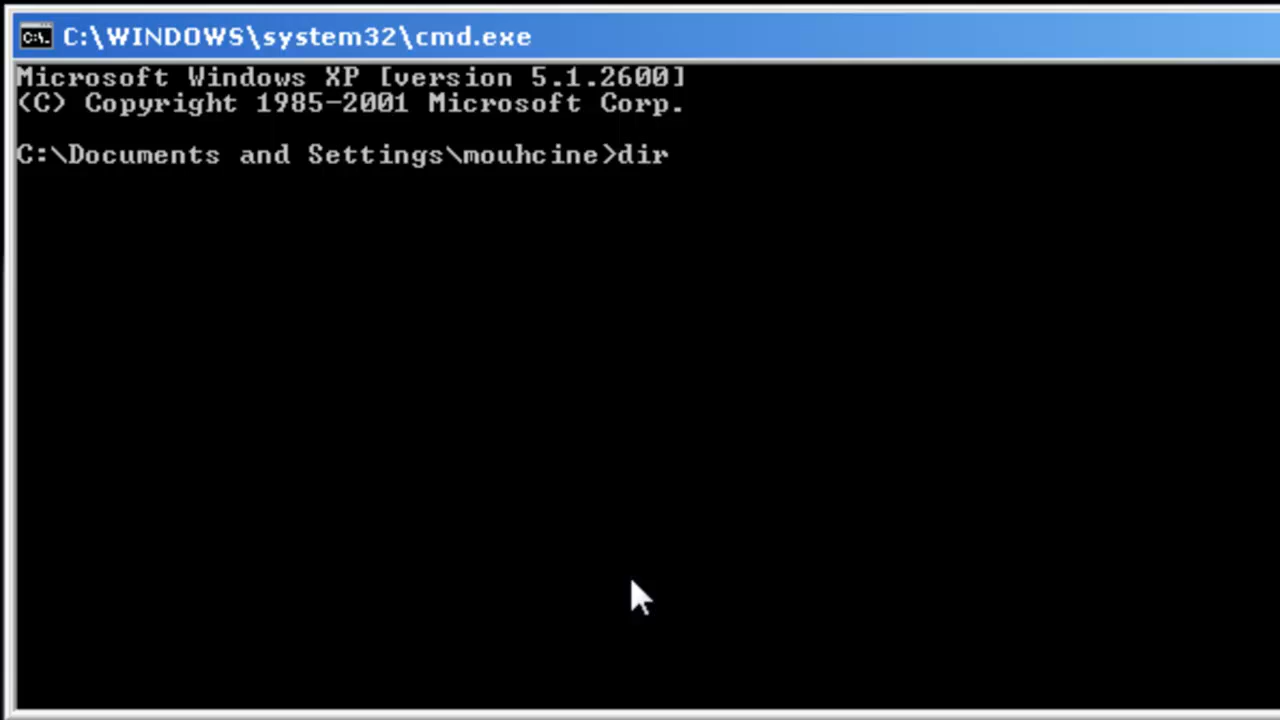 C:\WINDOWS\system32\cmd.exe
Microsoft Windows XP [version 5.1.2600]
(C) Copyright 1985-2001 Microsoft Corp.
C:\Documents and Settings\mouhcine>dir